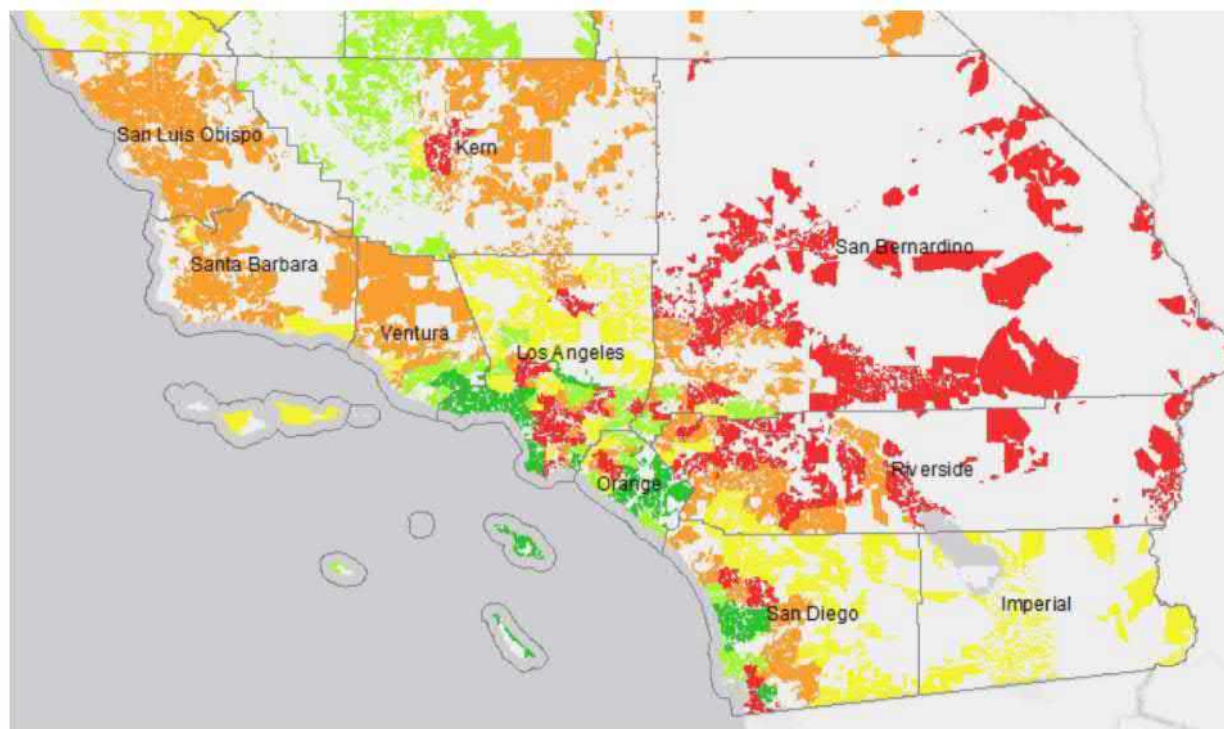 San Luis Obispo
Kern
San Bernardino
Santa Barbara
Ventura
Los Angeles
Riverside
Orange
San Diego
Imperial